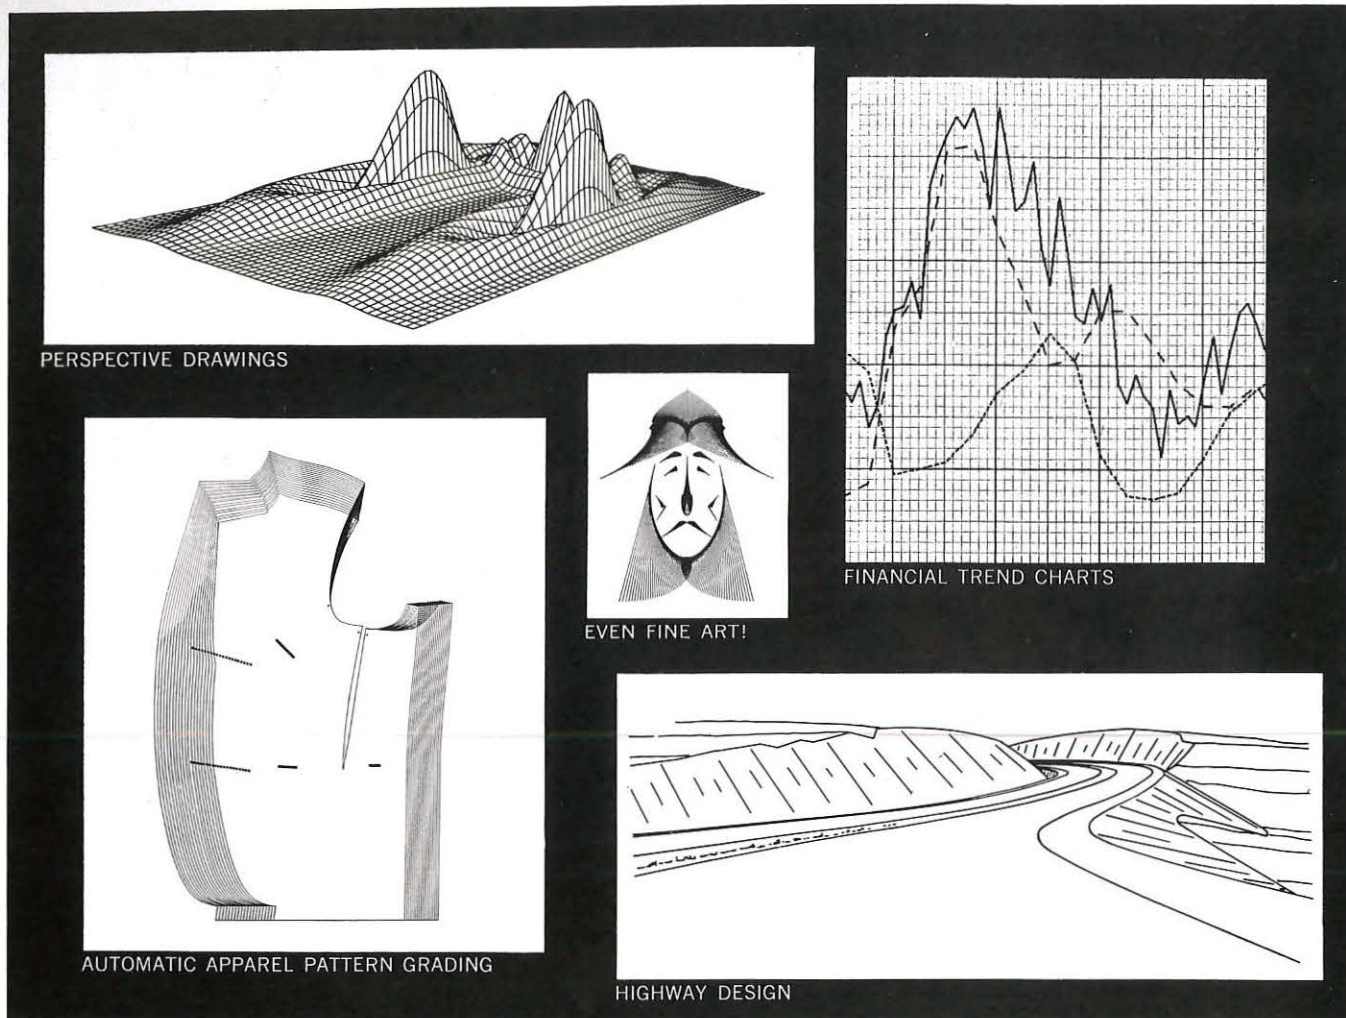 PERSPECTIVE DRAWINGS
FINANCIAL TREND CHARTS
EVEN FINE ART!
AUTOMATIC APPAREL PATTERN GRADING
HIGHWAY DESIGN